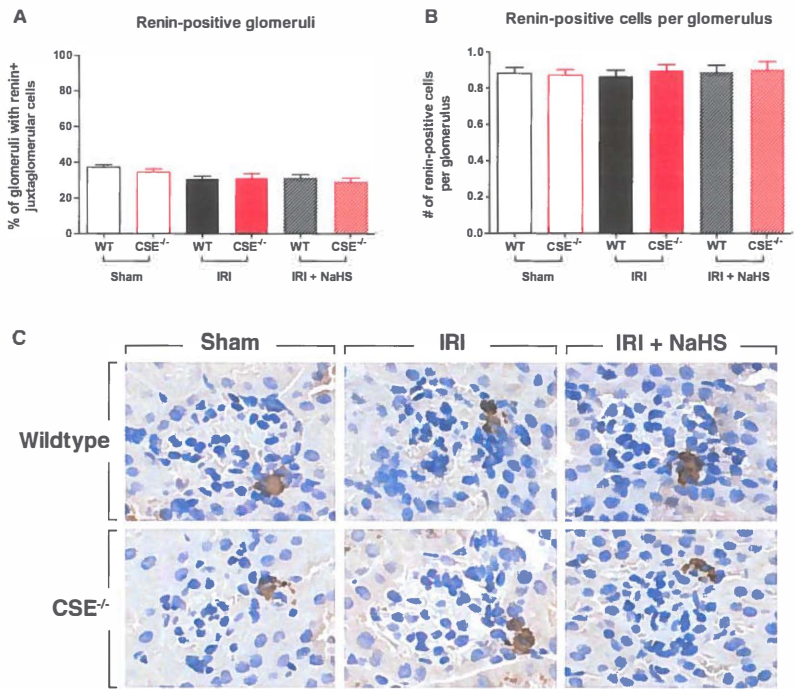 A
Renin-positive glomeruli
% of glomeruli with renin+
juxtaglomerular cells
100
80
60
40
20
0
WT CSE-/- WT CSE-/- WT CSE-/-
Sham IRI IRI + NaHS
B
Renin-positive cells per glomerulus
# of renin-positive cells
per glomerulus
1.0
0.8
0.6
0.4
0.2
0.0
WT CSE-/- WT CSE-/- WT CSE-/-
Sham IRI IRI + NaHS
C
Sham IRI IRI + NaHS
Wildtype
CSE-/-